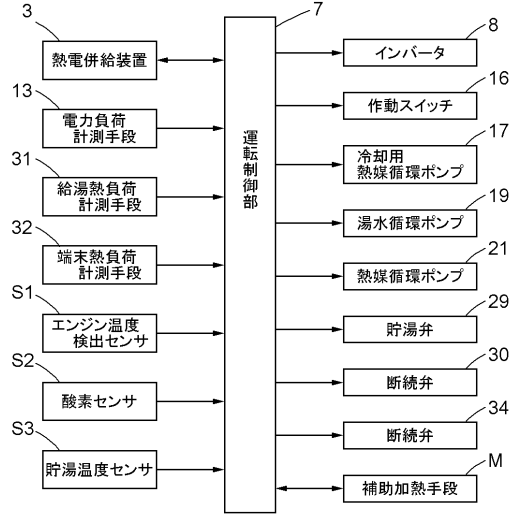 3
熱電併給装置
13
電力負荷
計測手段
31
給湯熱負荷
計測手段
32
端末熱負荷
計測手段
S1
エンジン温度
検出センサ
S2
酸素センサ
S3
貯湯温度センサ
7
運転制御部
8
インバータ
16
作動スイッチ
17
冷却用
熱媒循環ポンプ
19
湯水循環ポンプ
21
熱媒循環ポンプ
29
貯湯弁
30
断続弁
34
断続弁
M
補助加熱手段